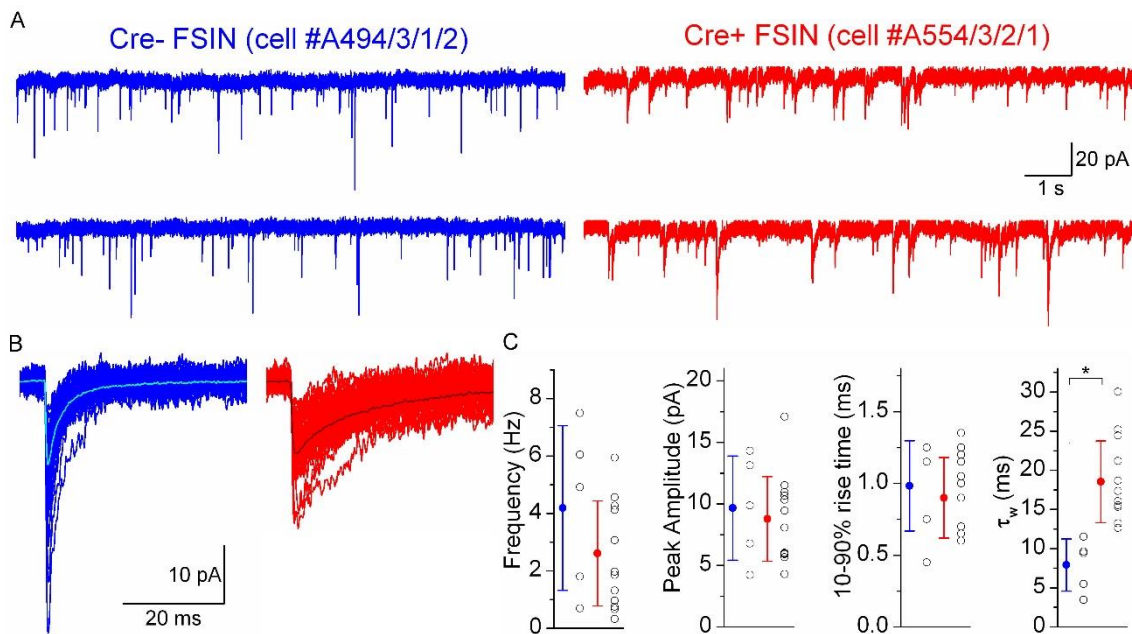 A
Cre- FSIN (cell #A494/3/1/2)
Cre+ FSIN (cell #A554/3/2/1)
20 pA
1 s
B
10 pA
20 ms
C
Frequency (Hz)
8
6
4
2
0
Peak Amplitude (pA)
20
15
10
5
0
10-90% rise time (ms)
1.5
1.0
0.5
0.0
τw (ms)
30
25
20
15
10
5
0
*